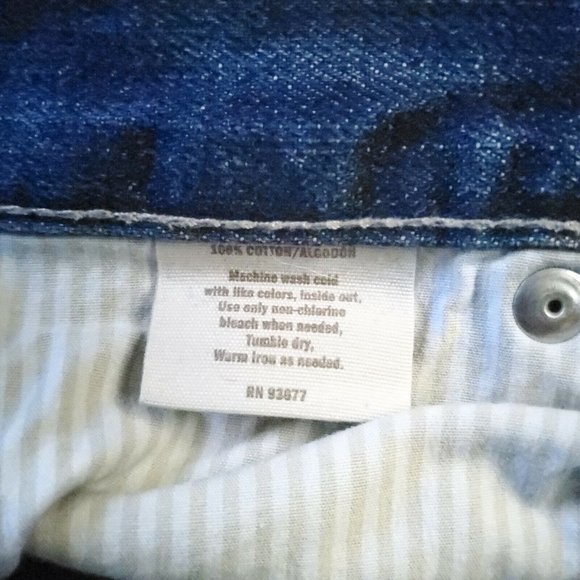 100% COTTON/ALGODON
Machine wash cold
with like colors, inside out,
Use only non-chlorine
bleach when needed,
Tumble dry,
Warm iron as needed.
RN 93677